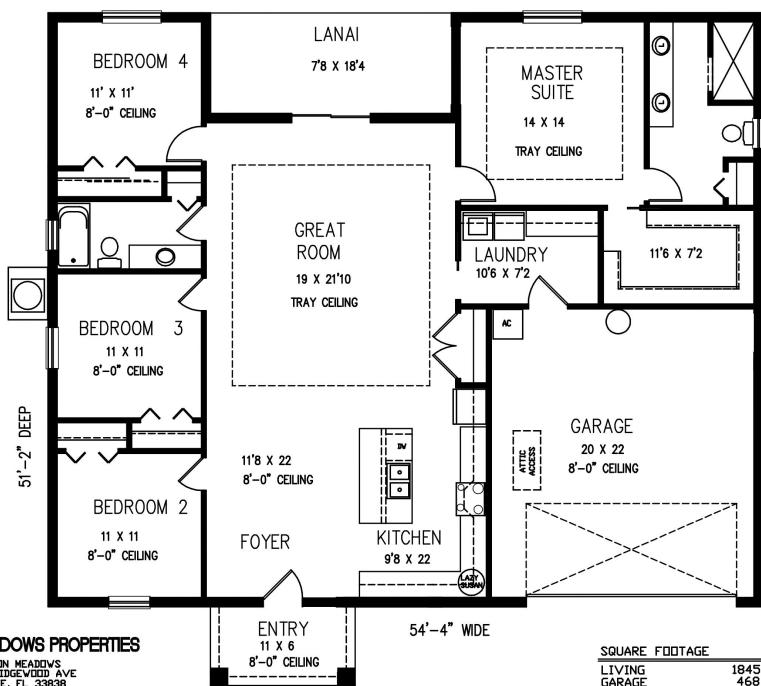 LANAI
7'8 X 18'4
BEDROOM 4
11' X 11'
8'-0" CEILING
MASTER
SUITE
14 X 14
TRAY CEILING
GREAT
ROOM
19 X 21'10
TRAY CEILING
LAUNDRY
10'6 X 7'2
11'6 X 7'2
BEDROOM 3
11 X 11
8'-0" CEILING
AC
51'-2" DEEP
GARAGE
20 X 22
8'-0" CEILING
ATTIC
ACCESS
11'8 X 22
8'-0" CEILING
DW
BEDROOM 2
11 X 11
8'-0" CEILING
FOYER
KITCHEN
9'8 X 22
LAZY
SUSAN
ENTRY
11 X 6
8'-0" CEILING
54'-4" WIDE
DOWS PROPERTIES
ON MEADOWS
IDGEWOOD AVE
E, FL 33838
SQUARE FOOTAGE
LIVING 1845
GARAGE 468